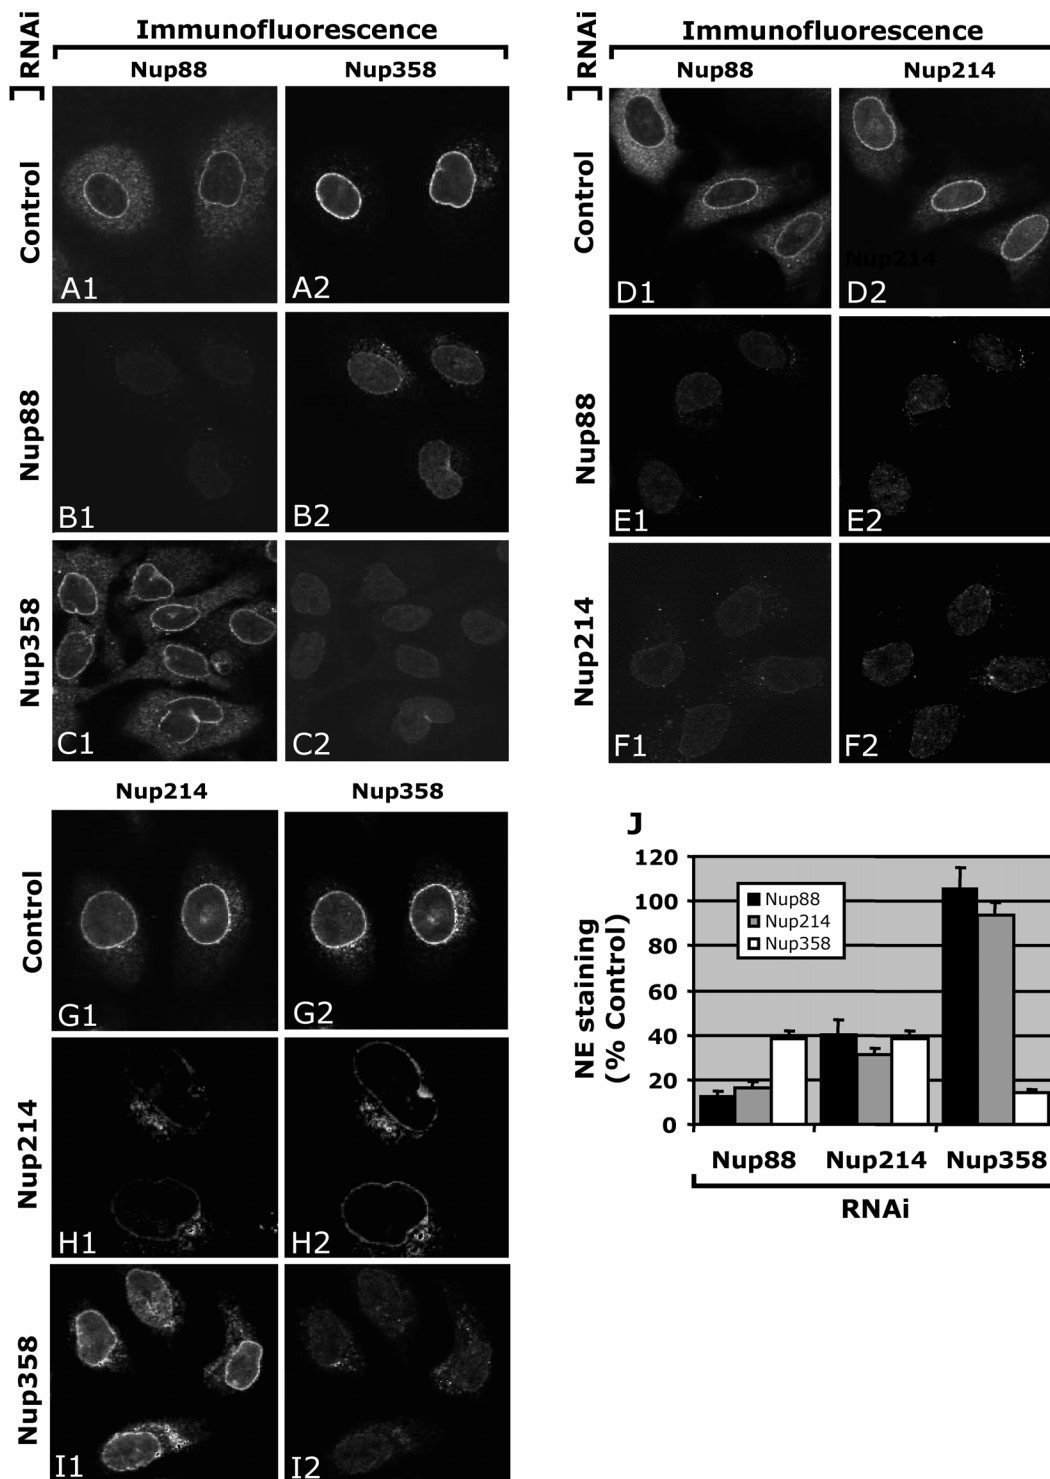 RNAi
Immunofluorescence
Nup88 Nup358
Control
A1 A2
Nup88
B1 B2
Nup358
C1 C2
RNAi
Immunofluorescence
Nup88 Nup214
Control
Nup214
D1 D2
Nup88
E1 E2
Nup214
F1 F2
Nup214 Nup358
Control
G1 G2
Nup214
H1 H2
Nup358
I1 I2
J
NE staining
(% Control)
120
100
80
60
40
20
0
Nup88
Nup214
Nup358
Nup88 Nup214 Nup358
RNAi